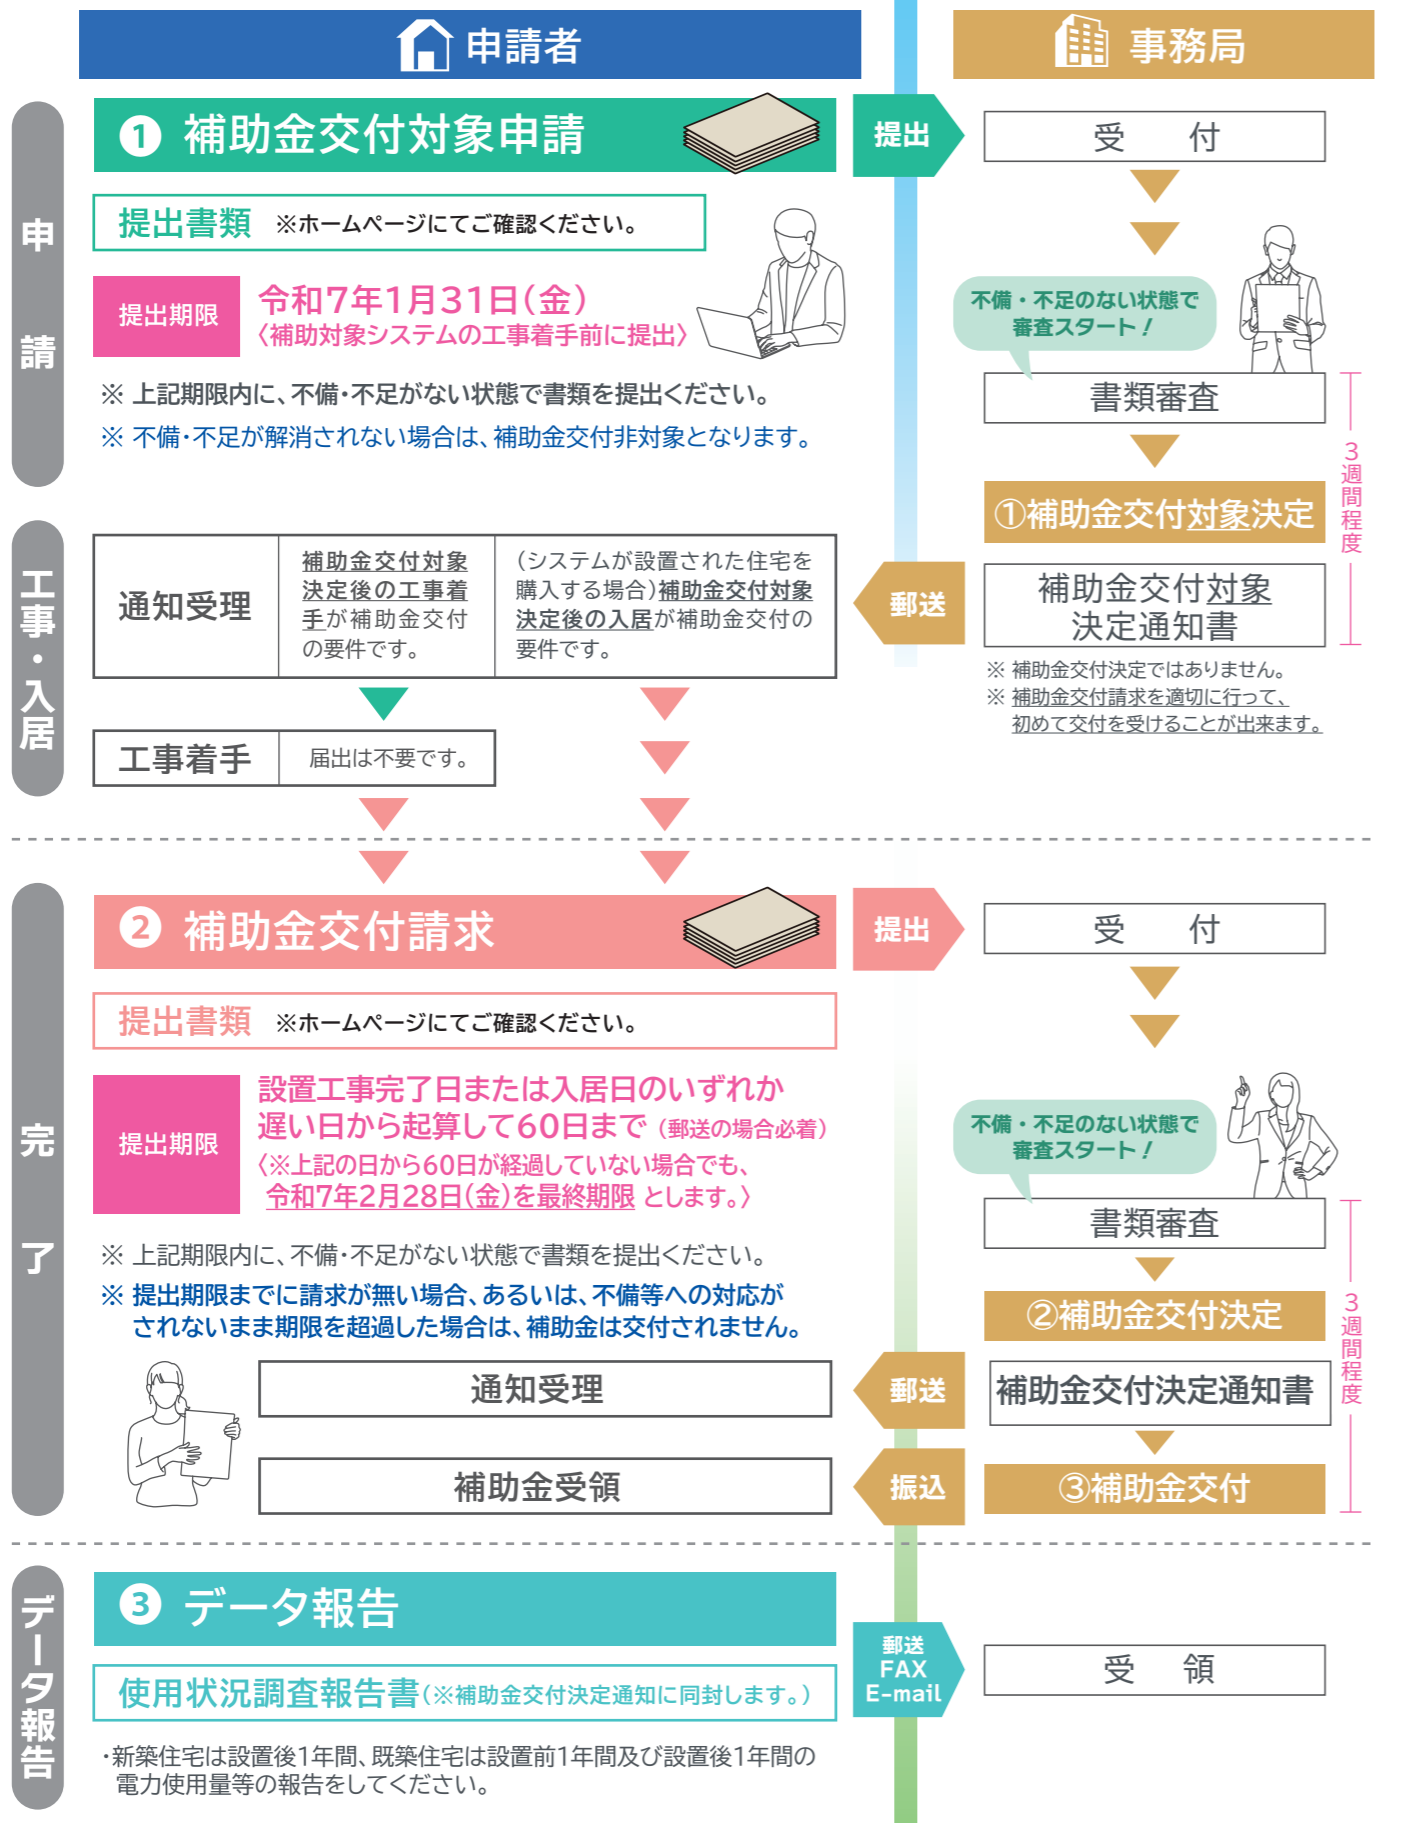 申請者
事務局
申請
❶ 補助金交付対象申請
提出
受　付
提出書類 ※ホームページにてご確認ください。
提出期限
令和7年1月31日(金)
〈補助対象システムの工事着手前に提出〉
不備・不足のない状態で
審査スタート！
※ 上記期限内に、不備・不足がない状態で書類を提出ください。
※ 不備・不足が解消されない場合は、補助金交付非対象となります。
書類審査
3週間程度
①補助金交付対象決定
工事・入居
通知受理
補助金交付対象
決定後の工事着
手が補助金交付
の要件です。
(システムが設置された住宅を
購入する場合)補助金交付対象
決定後の入居が補助金交付の
要件です。
郵送
補助金交付対象
決定通知書
※ 補助金交付決定ではありません。
※ 補助金交付請求を適切に行って、
初めて交付を受けることが出来ます。
工事着手
届出は不要です。
完了
❷ 補助金交付請求
提出
受　付
提出書類 ※ホームページにてご確認ください。
提出期限
設置工事完了日または入居日のいずれか
遅い日から起算して60日まで (郵送の場合必着)
〈※上記の日から60日が経過していない場合でも、
令和7年2月28日(金)を最終期限 とします。〉
不備・不足のない状態で
審査スタート！
※ 上記期限内に、不備・不足がない状態で書類を提出ください。
※ 提出期限までに請求が無い場合、あるいは、不備等への対応が
されないまま期限を超過した場合は、補助金は交付されません。
書類審査
3週間程度
②補助金交付決定
通知受理
郵送
補助金交付決定通知書
補助金受領
振込
③補助金交付
データ報告
❸ データ報告
使用状況調査報告書(※補助金交付決定通知に同封します。)
郵送
FAX
E-mail
受　領
・新築住宅は設置後1年間、既築住宅は設置前1年間及び設置後1年間の
電力使用量等の報告をしてください。